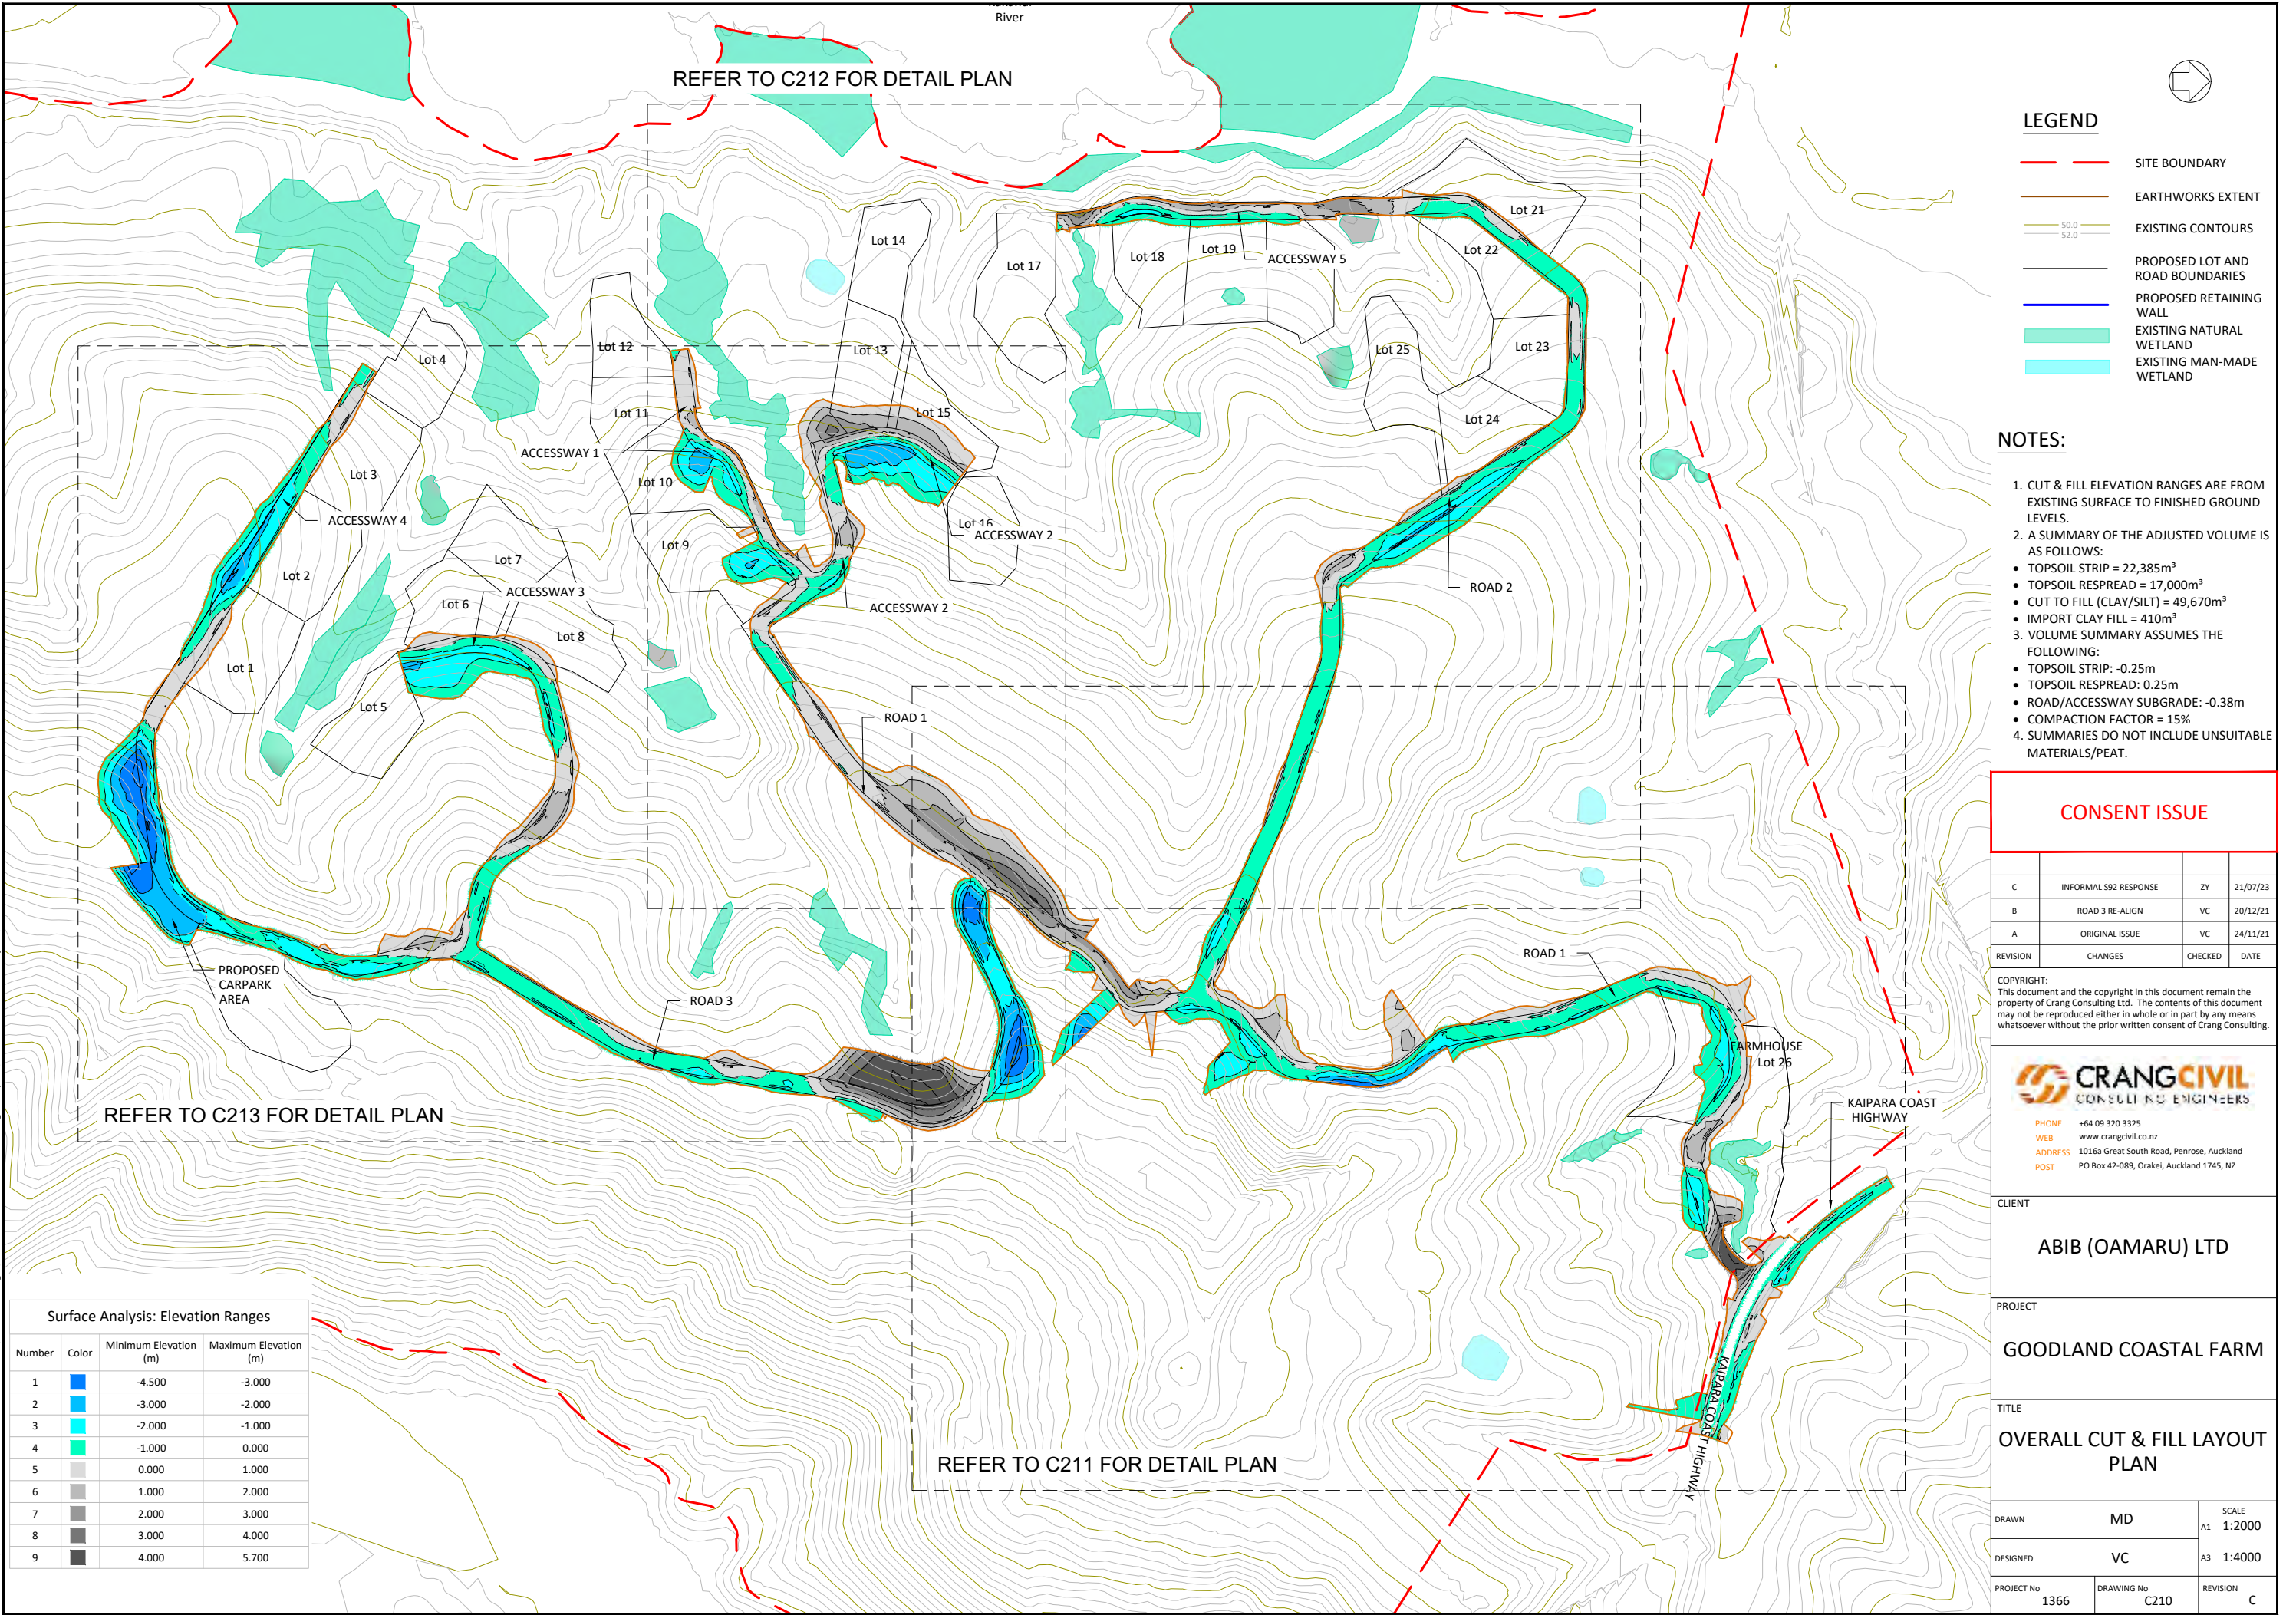 River
REFER TO C212 FOR DETAIL PLAN
Lot 21
Lot 14
Lot 22
Lot 19
Lot 18
ACCESSWAY 5
Lot 17
Lot 12
Lot 13
Lot 25
Lot 23
Lot 4
Lot 11
Lot 15
Lot 24
ACCESSWAY 1
Lot 3
Lot 10
ACCESSWAY 4
Lot 16
ACCESSWAY 2
Lot 9
Lot 7
Lot 2
ACCESSWAY 3
ROAD 2
Lot 6
ACCESSWAY 2
Lot 8
Lot 1
Lot 5
ROAD 1
PROPOSED
CARPARK
AREA
ROAD 3
ROAD 1
FARMHOUSE
Lot 26
KAIPARA COAST
HIGHWAY
REFER TO C213 FOR DETAIL PLAN
KAIPARA COAST HIGHWAY
REFER TO C211 FOR DETAIL PLAN
Surface Analysis: Elevation Ranges
Number Color Minimum Elevation (m) Maximum Elevation (m)
1 -4.500 -3.000
2 -3.000 -2.000
3 -2.000 -1.000
4 -1.000 0.000
5 0.000 1.000
6 1.000 2.000
7 2.000 3.000
8 3.000 4.000
9 4.000 5.700
LEGEND
SITE BOUNDARY
EARTHWORKS EXTENT
50.0
52.0
EXISTING CONTOURS
PROPOSED LOT AND
ROAD BOUNDARIES
PROPOSED RETAINING
WALL
EXISTING NATURAL
WETLAND
EXISTING MAN-MADE
WETLAND
NOTES:
1. CUT & FILL ELEVATION RANGES ARE FROM
EXISTING SURFACE TO FINISHED GROUND
LEVELS.
2. A SUMMARY OF THE ADJUSTED VOLUME IS
AS FOLLOWS:
• TOPSOIL STRIP = 22,385m³
• TOPSOIL RESPREAD = 17,000m³
• CUT TO FILL (CLAY/SILT) = 49,670m³
• IMPORT CLAY FILL = 410m³
3. VOLUME SUMMARY ASSUMES THE
FOLLOWING:
• TOPSOIL STRIP: -0.25m
• TOPSOIL RESPREAD: 0.25m
• ROAD/ACCESSWAY SUBGRADE: -0.38m
• COMPACTION FACTOR = 15%
4. SUMMARIES DO NOT INCLUDE UNSUITABLE
MATERIALS/PEAT.
CONSENT ISSUE
C INFORMAL S92 RESPONSE ZY 21/07/23
B ROAD 3 RE-ALIGN VC 20/12/21
A ORIGINAL ISSUE VC 24/11/21
REVISION CHANGES CHECKED DATE
COPYRIGHT:
This document and the copyright in this document remain the
property of Crang Consulting Ltd. The contents of this document
may not be reproduced either in whole or in part by any means
whatsoever without the prior written consent of Crang Consulting.
CRANGCIVIL
CONSULTING ENGINEERS
PHONE +64 09 320 3325
WEB www.crangcivil.co.nz
ADDRESS 1016a Great South Road, Penrose, Auckland
POST PO Box 42-089, Orakei, Auckland 1745, NZ
CLIENT
ABIB (OAMARU) LTD
PROJECT
GOODLAND COASTAL FARM
TITLE
OVERALL CUT & FILL LAYOUT
PLAN
DRAWN MD
SCALE
A1 1:2000
DESIGNED VC
A3 1:4000
PROJECT No 1366
DRAWING No C210
REVISION C